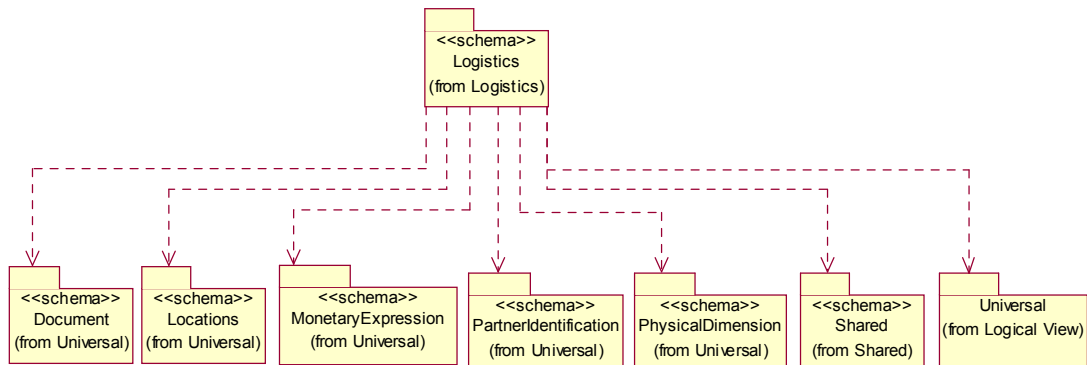 <<schema>>
Logistics
(from Logistics)
<<schema>>
Document
(from Universal)
<<schema>>
Locations
(from Universal)
<<schema>>
MonetaryExpression
(from Universal)
<<schema>>
PartnerIdentification
(from Universal)
<<schema>>
PhysicalDimension
(from Universal)
<<schema>>
Shared
(from Shared)
Universal
(from Logical View)